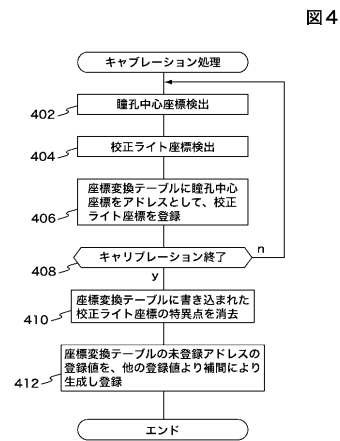 図4
キャブレーション処理
瞳孔中心座標検出
402
校正ライト座標検出
404
座標変換テーブルに瞳孔中心
座標をアドレスとして、校正
ライト座標を登録
406
キャリブレーション終了
n
408
y
座標変換テーブルに書き込まれた
校正ライト座標の特異点を消去
410
座標変換テーブルの未登録アドレスの
登録値を、他の登録値より補間により
生成し登録
412
エンド